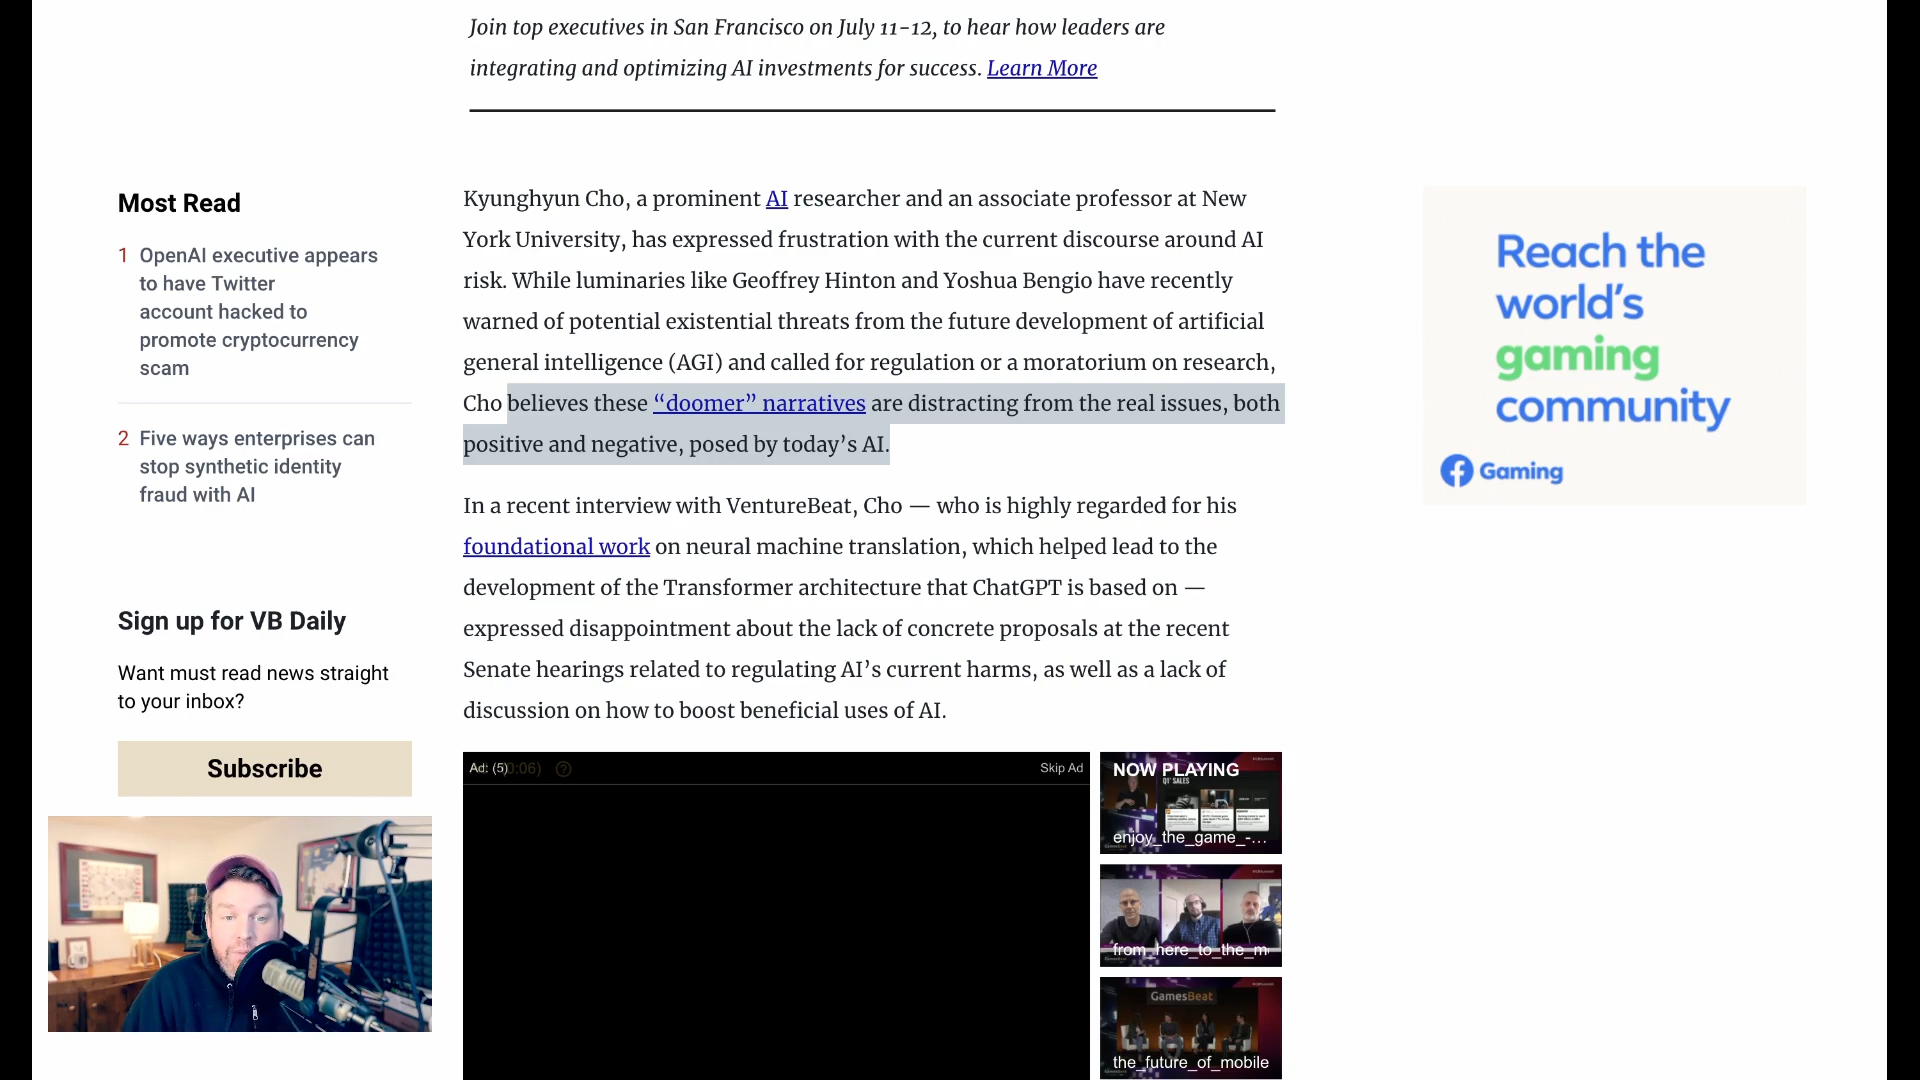 Join top executives in San Francisco on July 11-12, to hear how leaders are
integrating and optimizing AI investments for success. Learn More
Most Read
1 OpenAI executive appears
to have Twitter
account hacked to
promote cryptocurrency
scam
2 Five ways enterprises can
stop synthetic identity
fraud with AI
Sign up for VB Daily
Want must read news straight
to your inbox?
Subscribe
Kyunghyun Cho, a prominent AI researcher and an associate professor at New
York University, has expressed frustration with the current discourse around AI
risk. While luminaries like Geoffrey Hinton and Yoshua Bengio have recently
warned of potential existential threats from the future development of artificial
general intelligence (AGI) and called for regulation or a moratorium on research,
Cho believes these “doomer” narratives are distracting from the real issues, both
positive and negative, posed by today’s AI.
In a recent interview with VentureBeat, Cho — who is highly regarded for his
foundational work on neural machine translation, which helped lead to the
development of the Transformer architecture that ChatGPT is based on —
expressed disappointment about the lack of concrete proposals at the recent
Senate hearings related to regulating AI’s current harms, as well as a lack of
discussion on how to boost beneficial uses of AI.
Ad: (5) 0:06)
Skip Ad
NOW PLAYING
Q1' SALES
enjoy_the_game_-...
from_here_to_the_m
GamesBeat
the_future_of_mobile
Reach the
world’s
gaming
community
Gaming